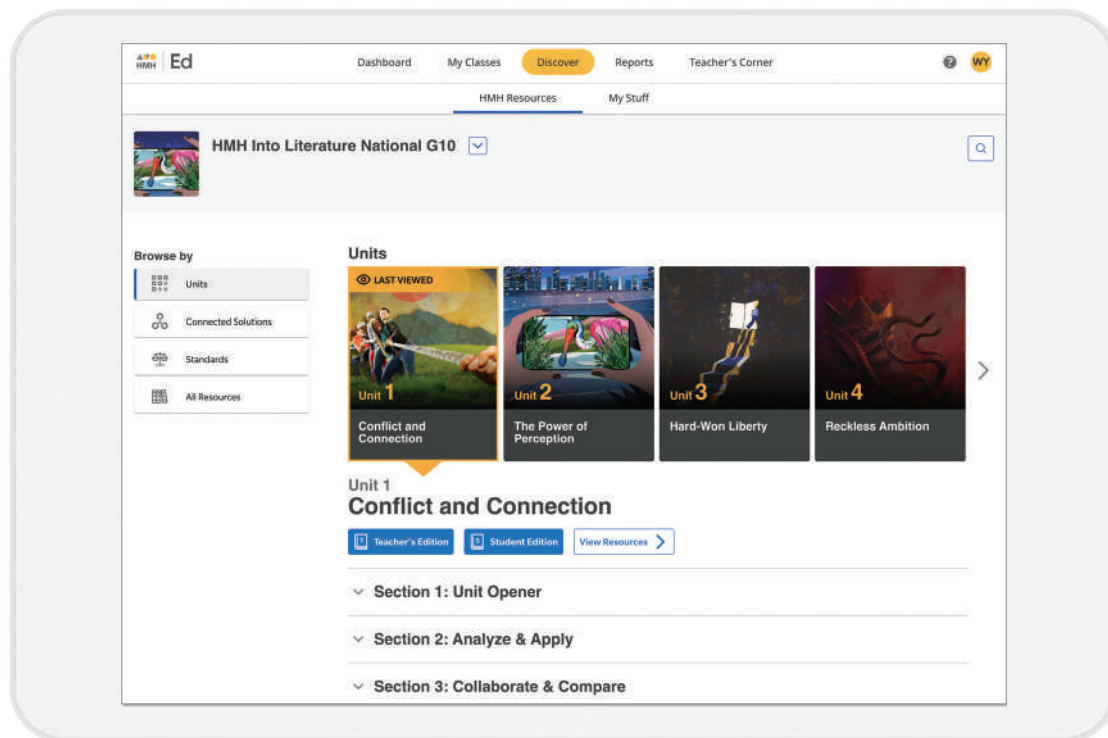 HMH Ed
Dashboard My Classes Discover Reports Teacher's Corner ? WY
HMH Resources My Stuff
HMH Into Literature National G10
Browse by
Units
Connected Solutions
Standards
All Resources
Units
LAST VIEWED
Unit 1
Conflict and
Connection
Unit 2
The Power of
Perception
Unit 3
Hard-Won Liberty
Unit 4
Reckless Ambition
Unit 1
Conflict and Connection
T Teacher's Edition S Student Edition View Resources
Section 1: Unit Opener
Section 2: Analyze & Apply
Section 3: Collaborate & Compare